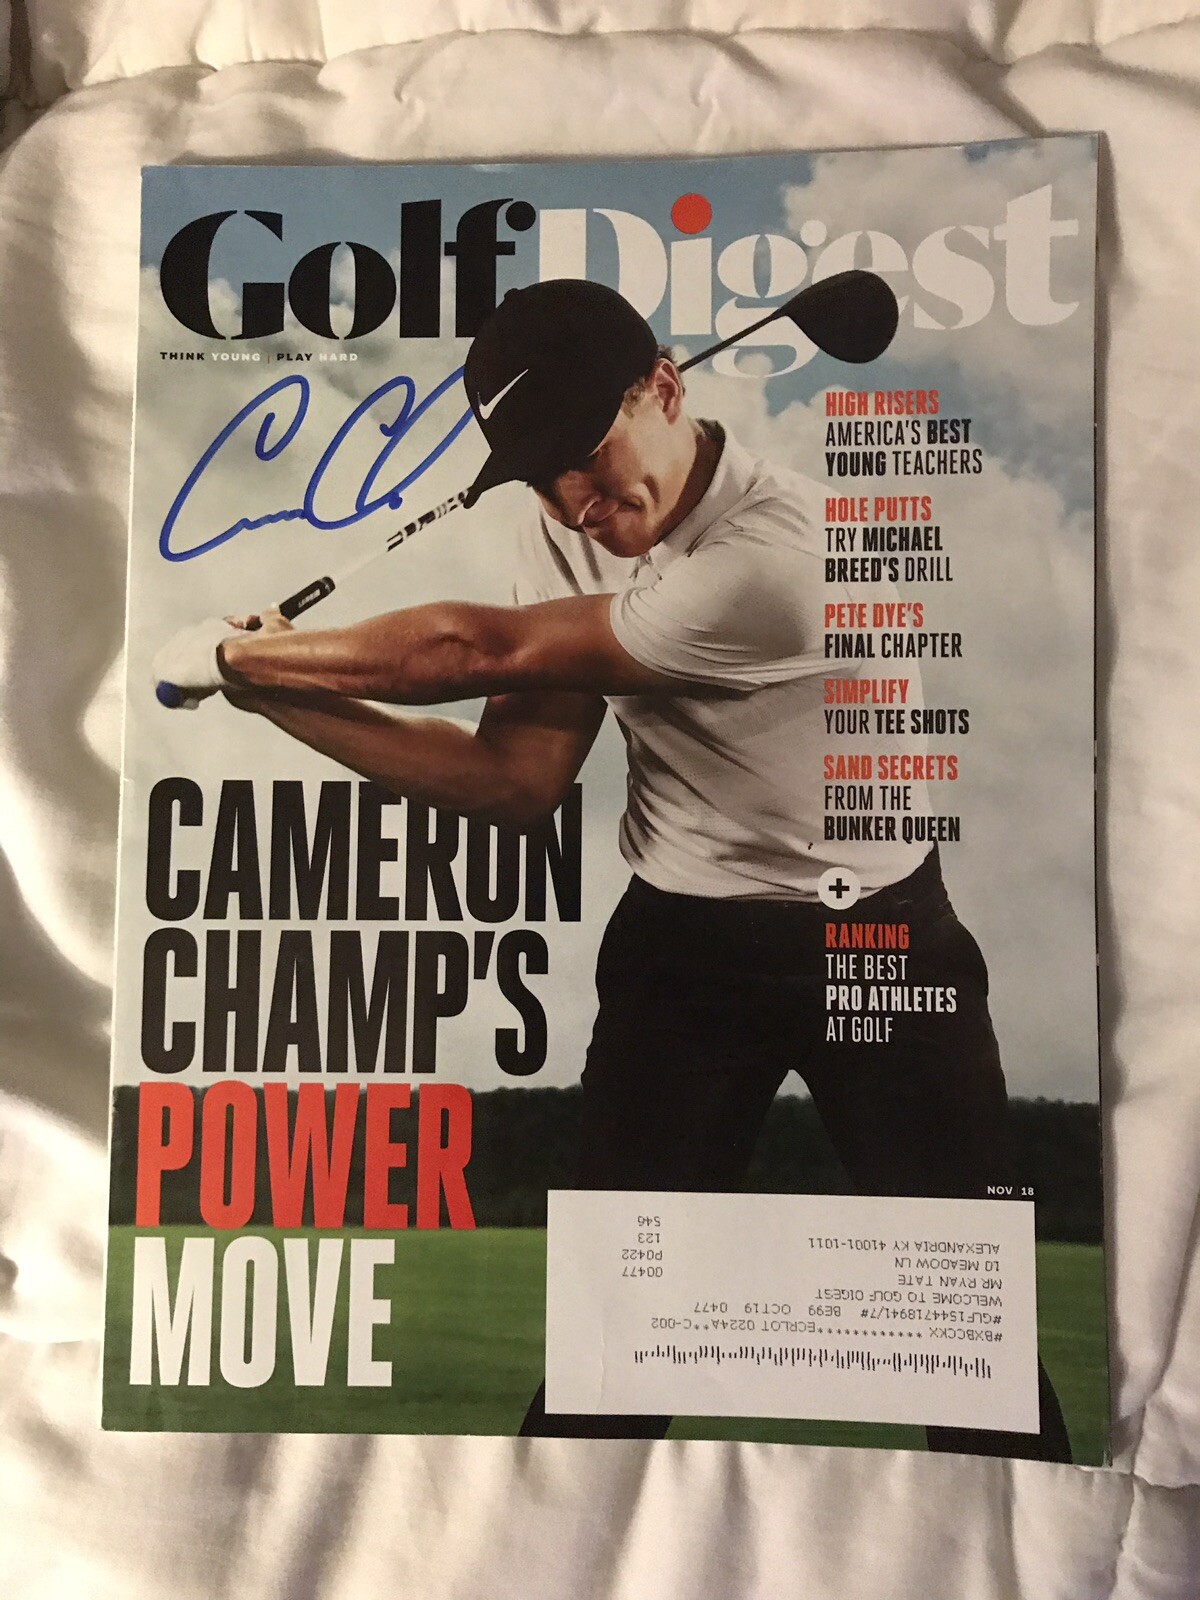 Golf Digest
THINK YOUNG | PLAY HARD
HIGH RISERS
AMERICA'S BEST
YOUNG TEACHERS
HOLE PUTTS
TRY MICHAEL
BREED'S DRILL
PETE DYE'S
FINAL CHAPTER
SIMPLIFY
YOUR TEE SHOTS
SAND SECRETS
FROM THE
BUNKER QUEEN
+
RANKING
THE BEST
PRO ATHLETES
AT GOLF
CAMERON
CHAMP'S
POWER
MOVE
NOV 18
#BXBCCKX ************ECRLOT 0224A**C-002
#GLF1544718941/7# BE99 OCT19 0477
WELCOME TO GOLF DIGEST
MR RYAN TATE
10 MEADOW LN
ALEXANDRIA KY 41001-1011
00477
P0422
123
546